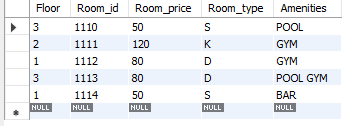 Floor Room_id Room_price Room_type Amenities
3 1110 50 S POOL
2 1111 120 K GYM
1 1112 80 D GYM
3 1113 80 D POOL GYM
1 1114 50 S BAR
NULL NULL NULL NULL NULL